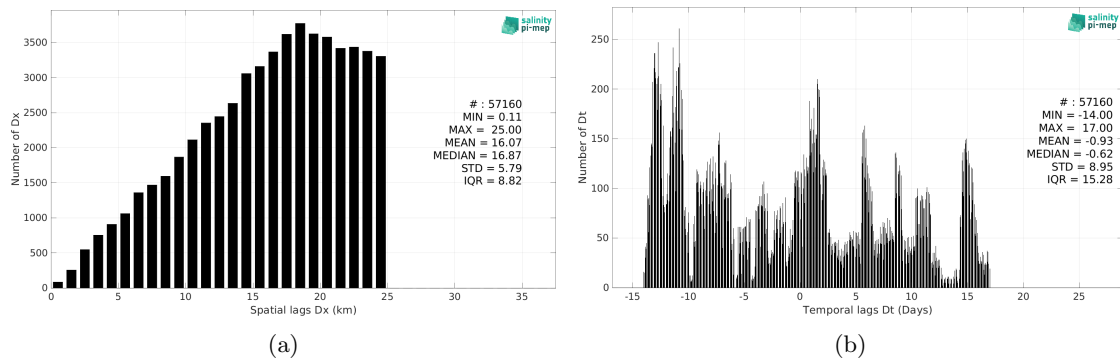 salinity
pi-mep
3500
3000
2500
2000
1500
1000
500
0
Number of Dx
# : 57160
MIN = 0.11
MAX = 25.00
MEAN = 16.07
MEDIAN = 16.87
STD = 5.79
IQR = 8.82
0 5 10 15 20 25 30 35
Spatial lags Dx (km)
(a)
salinity
pi-mep
250
200
150
100
50
0
Number of Dt
# : 57160
MIN = -14.00
MAX = 17.00
MEAN = -0.93
MEDIAN = -0.62
STD = 8.95
IQR = 15.28
-15 -10 -5 0 5 10 15 20 25
Temporal lags Dt (Days)
(b)